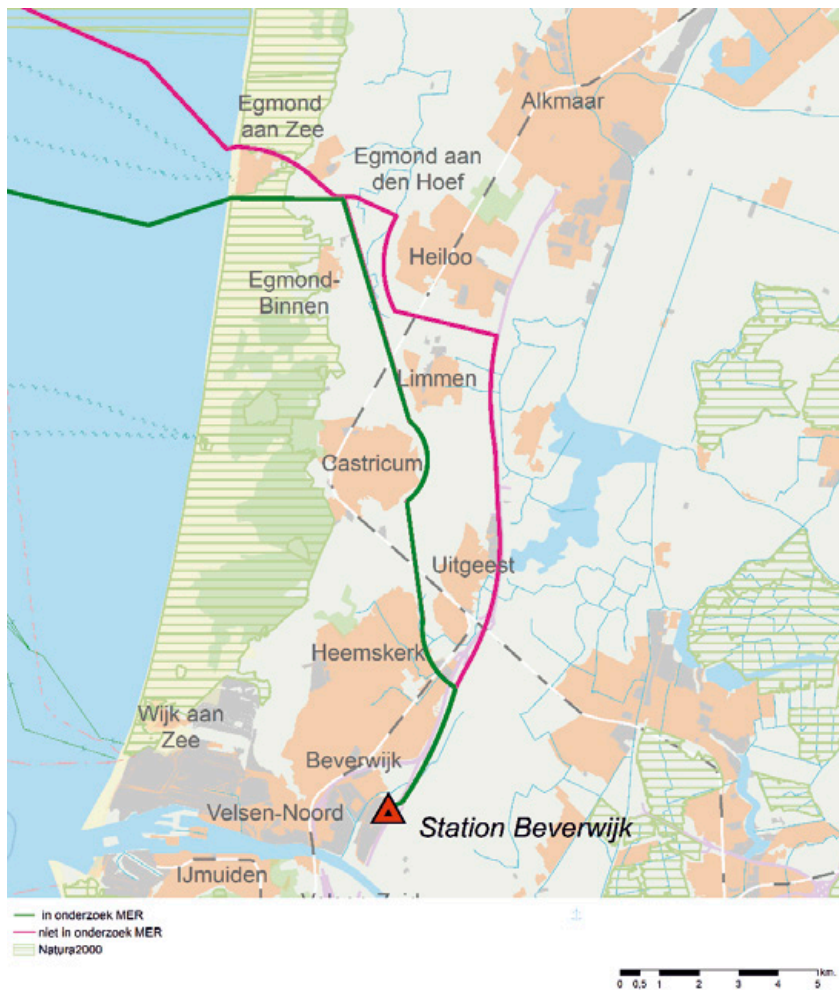 Alkmaar
Egmond
aan Zee
Egmond aan
den Hoef
Heiloo
Egmond-
Binnen
Limmen
Castricum
Uitgeest
Heemskerk
Wijk aan
Zee
Beverwijk
Velsen-Noord
Station Beverwijk
IJmuiden
in onderzoek MER
niet in onderzoek MER
Natura2000
0 0,5 1 2 3 4 5 km.